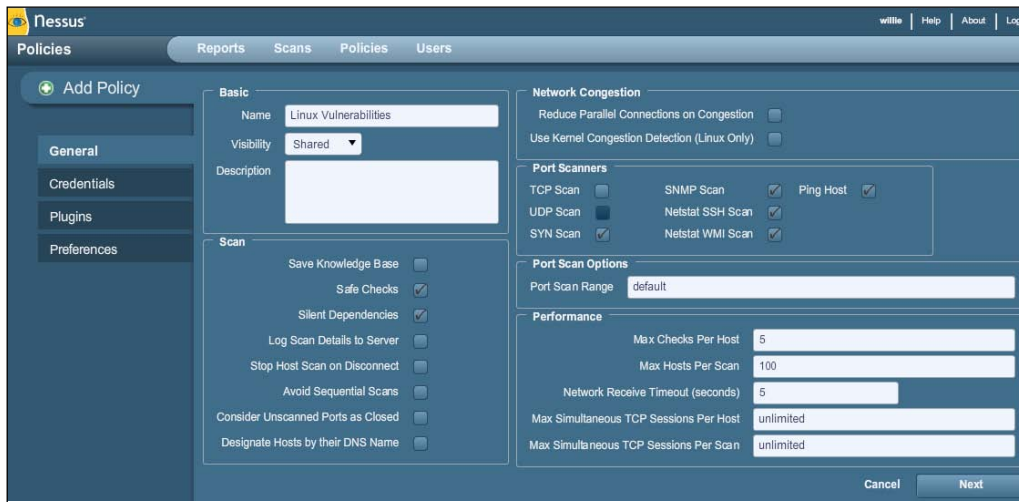 nessus
willie | Help | About |
Policies
Reports Scans Policies Users
Add Policy
General
Credentials
Plugins
Preferences
Basic
Name Linux Vulnerabilities
Visibility Shared
Description
Scan
Save Knowledge Base
Safe Checks
Silent Dependencies
Log Scan Details to Server
Stop Host Scan on Disconnect
Avoid Sequential Scans
Consider Unscanned Ports as Closed
Designate Hosts by their DNS Name
Network Congestion
Reduce Parallel Connections on Congestion
Use Kernel Congestion Detection (Linux Only)
Port Scanners
TCP Scan SNMP Scan Ping Host
UDP Scan Netstat SSH Scan
SYN Scan Netstat WMI Scan
Port Scan Options
Port Scan Range default
Performance
Max Checks Per Host 5
Max Hosts Per Scan 100
Network Receive Timeout (seconds) 5
Max Simultaneous TCP Sessions Per Host unlimited
Max Simultaneous TCP Sessions Per Scan unlimited
Cancel Next